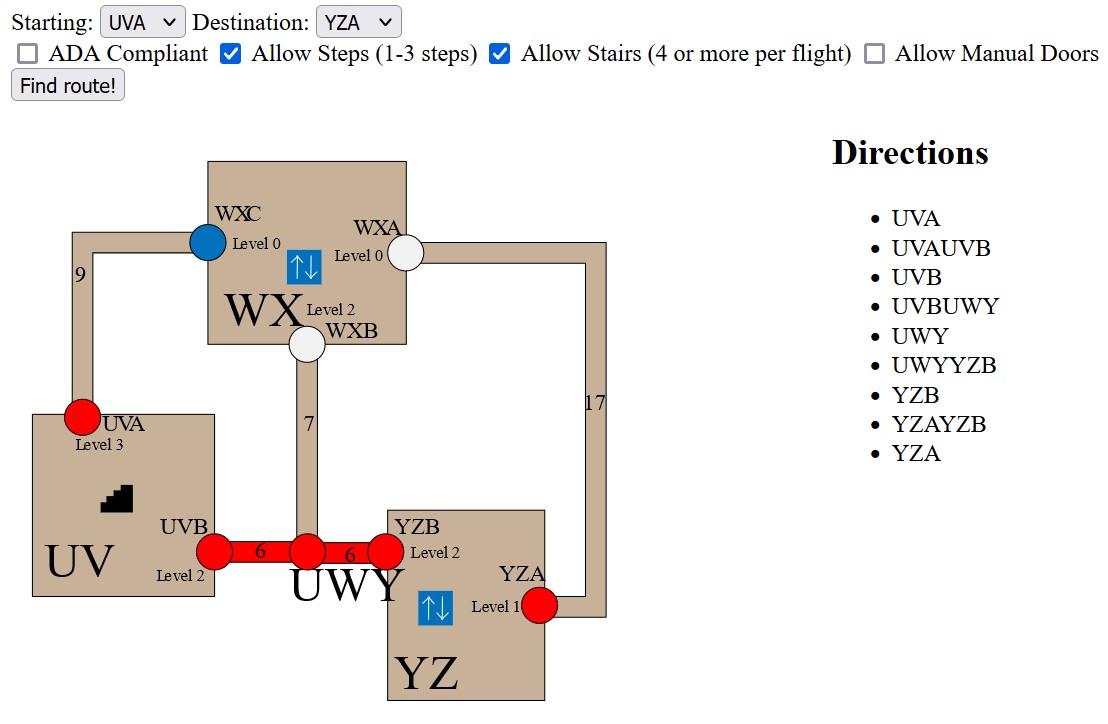 Starting: UVA Destination: YZA
ADA Compliant Allow Steps (1-3 steps) Allow Stairs (4 or more per flight) Allow Manual Doors
Find route!
WXC
Level 0
WXA
Level 0
WX
Level 2
WXB
9
7
17
UVA
Level 3
UVB
Level 2
UV
6
6
UWY
YZB
Level 2
YZA
Level 1
YZ
Directions
UVA
UVAUVB
UVB
UVBUWY
UWY
UWYYZB
YZB
YZAYZB
YZA